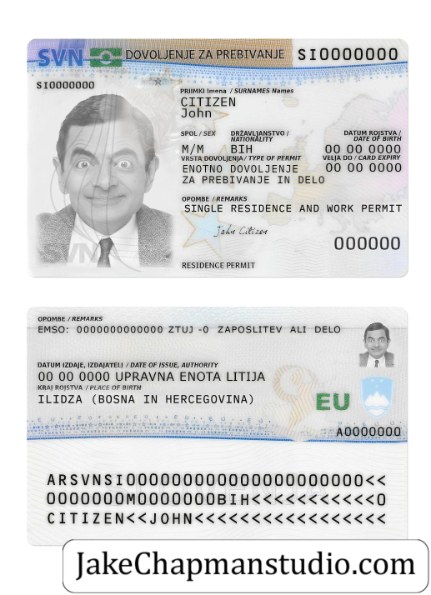 SVN DOVOLJENJE ZA PREBIVANJE SI0000000
SI0000000
PRIIMKI Imena / SURNAMES Names
CITIZEN
John
SPOL / SEX DRŽAVLJANSTVO / NATIONALITY DATUM ROJSTVA / DATE OF BIRTH
M/M BIH 00 00 0000
VRSTA DOVOLJENJA / TYPE OF PERMIT VELJA DO / CARD EXPIRY
ENOTNO DOVOLJENJE 00 00 0000
ZA PREBIVANJE IN DELO
OPOMBE / REMARKS
SINGLE RESIDENCE AND WORK PERMIT
John Citizen
000000
SVN
RESIDENCE PERMIT
OPOMBE / REMARKS
EMSO: 0000000000000 ZTUJ -0 ZAPOSLITEV ALI DELO
DATUM IZDAJE, IZDAJATELJ / DATE OF ISSUE, AUTHORITY
00 00 0000 UPRAVNA ENOTA LITIJA
KRAJ ROJSTVA / PLACE OF BIRTH
ILIDZA (BOSNA IN HERCEGOVINA)
EU
A0000000
ARSVNSI0000000000000000000000<<
0000000M0000000BIH<<<<<<<<<<<0
CITIZEN<<JOHN<<<<<<<<<<<<<<<<<
JakeChapmanstudio.com